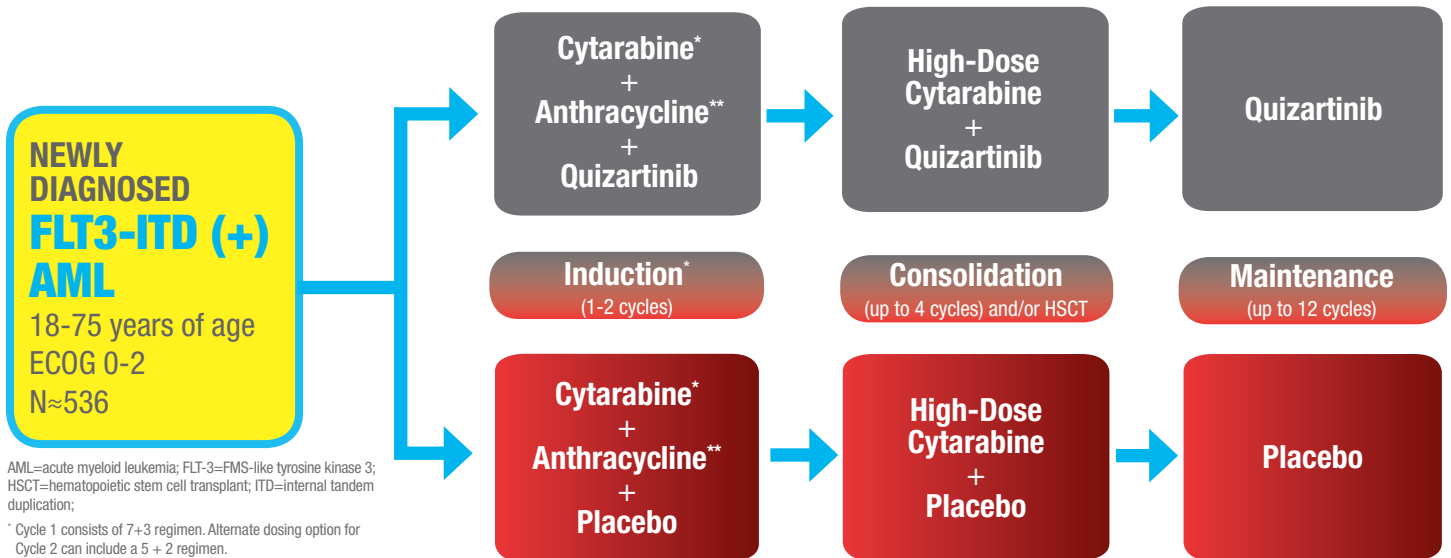 NEWLY
DIAGNOSED
FLT3-ITD (+)
AML
18-75 years of age
ECOG 0-2
N≈536
AML=acute myeloid leukemia; FLT-3=FMS-like tyrosine kinase 3;
HSCT=hematopoietic stem cell transplant; ITD=internal tandem
duplication;
* Cycle 1 consists of 7+3 regimen. Alternate dosing option for
Cycle 2 can include a 5 + 2 regimen.
Cytarabine*
+
Anthracycline**
+
Quizartinib
High-Dose
Cytarabine
+
Quizartinib
Quizartinib
Induction*
(1-2 cycles)
Consolidation
(up to 4 cycles) and/or HSCT
Maintenance
(up to 12 cycles)
Cytarabine*
+
Anthracycline**
+
Placebo
High-Dose
Cytarabine
+
Placebo
Placebo